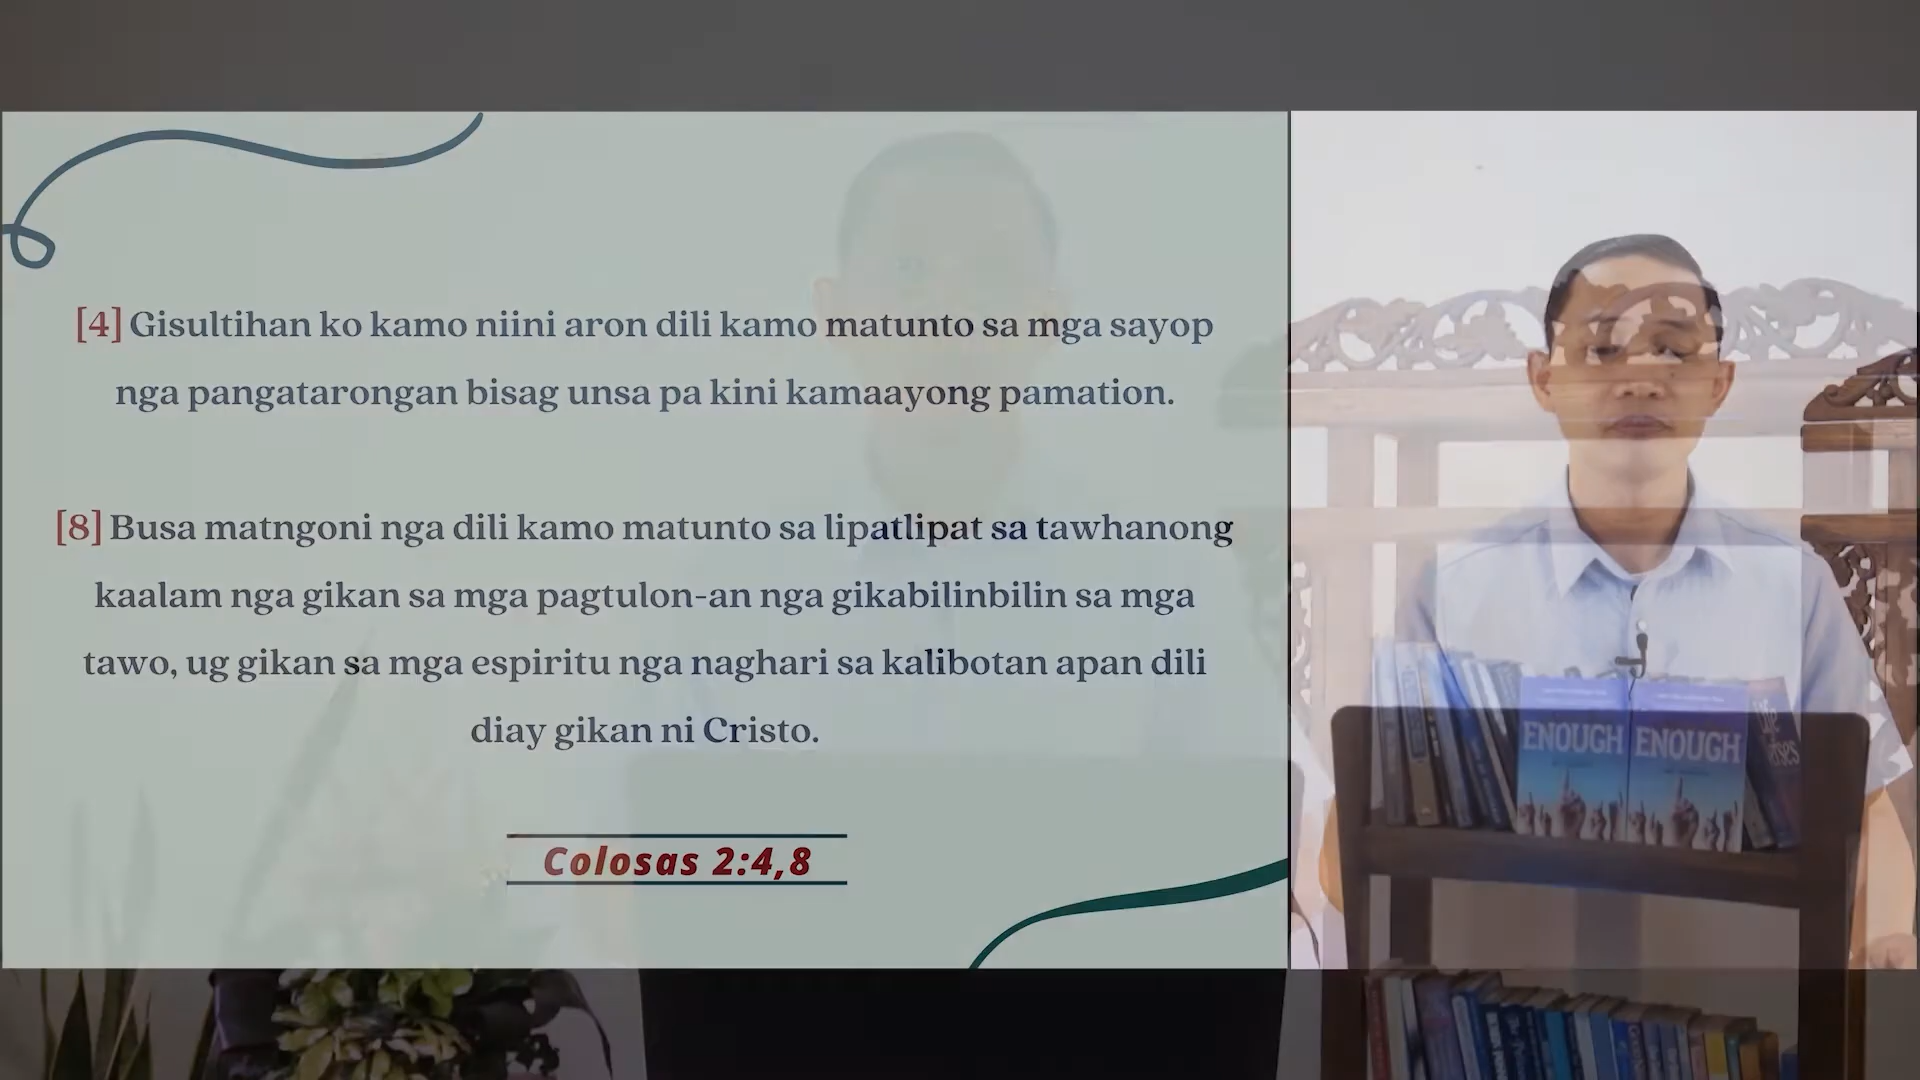 [4] Gisultihan ko kamo niini aron dili kamo matunto sa mga sayop
nga pangatarongan bisag unsa pa kini kamaayong pamation.
[8] Busa matngoni nga dili kamo matunto sa lipatlipat sa tawhanong
kaalam nga gikan sa mga pagtulon-an nga gikabilinbilin sa mga
tawo, ug gikan sa mga espiritu nga naghari sa kalibotan apan dili
diay gikan ni Cristo.
Colosas 2:4,8
ENOUGH ENOUGH